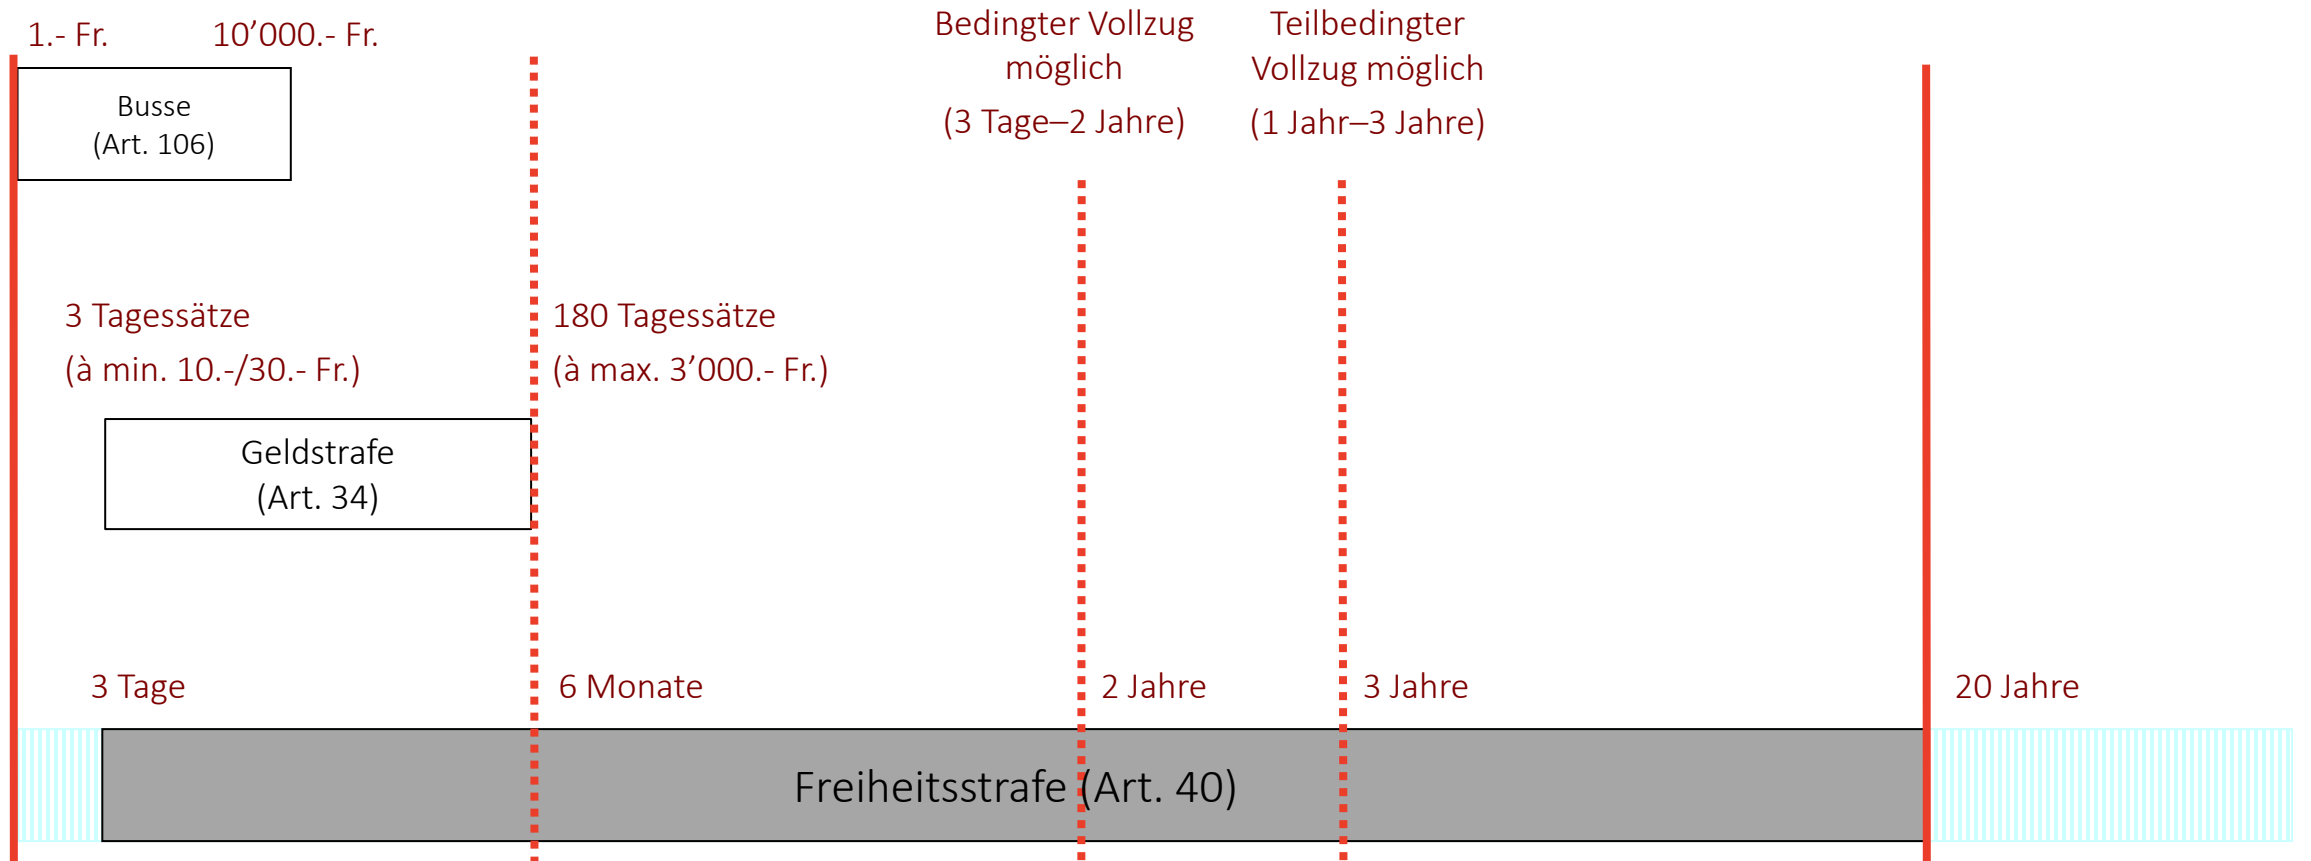 1.- Fr.
10’000.- Fr.
Bedingter Vollzug
möglich
(3 Tage–2 Jahre)
Teilbedingter
Vollzug möglich
(1 Jahr–3 Jahre)
Busse
(Art. 106)
3 Tagessätze
(à min. 10.-/30.- Fr.)
180 Tagessätze
(à max. 3’000.- Fr.)
Geldstrafe
(Art. 34)
3 Tage
6 Monate
2 Jahre
3 Jahre
20 Jahre
Freiheitsstrafe (Art. 40)